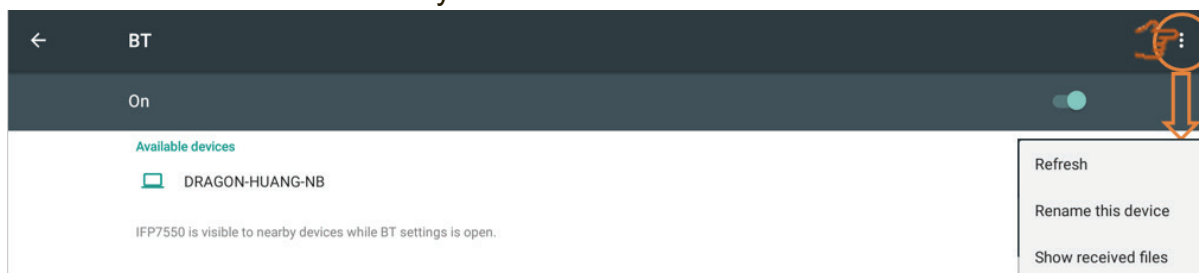 BT
On
Available devices
DRAGON-HUANG-NB
IFP7550 is visible to nearby devices while BT settings is open.
Refresh
Rename this device
Show received files